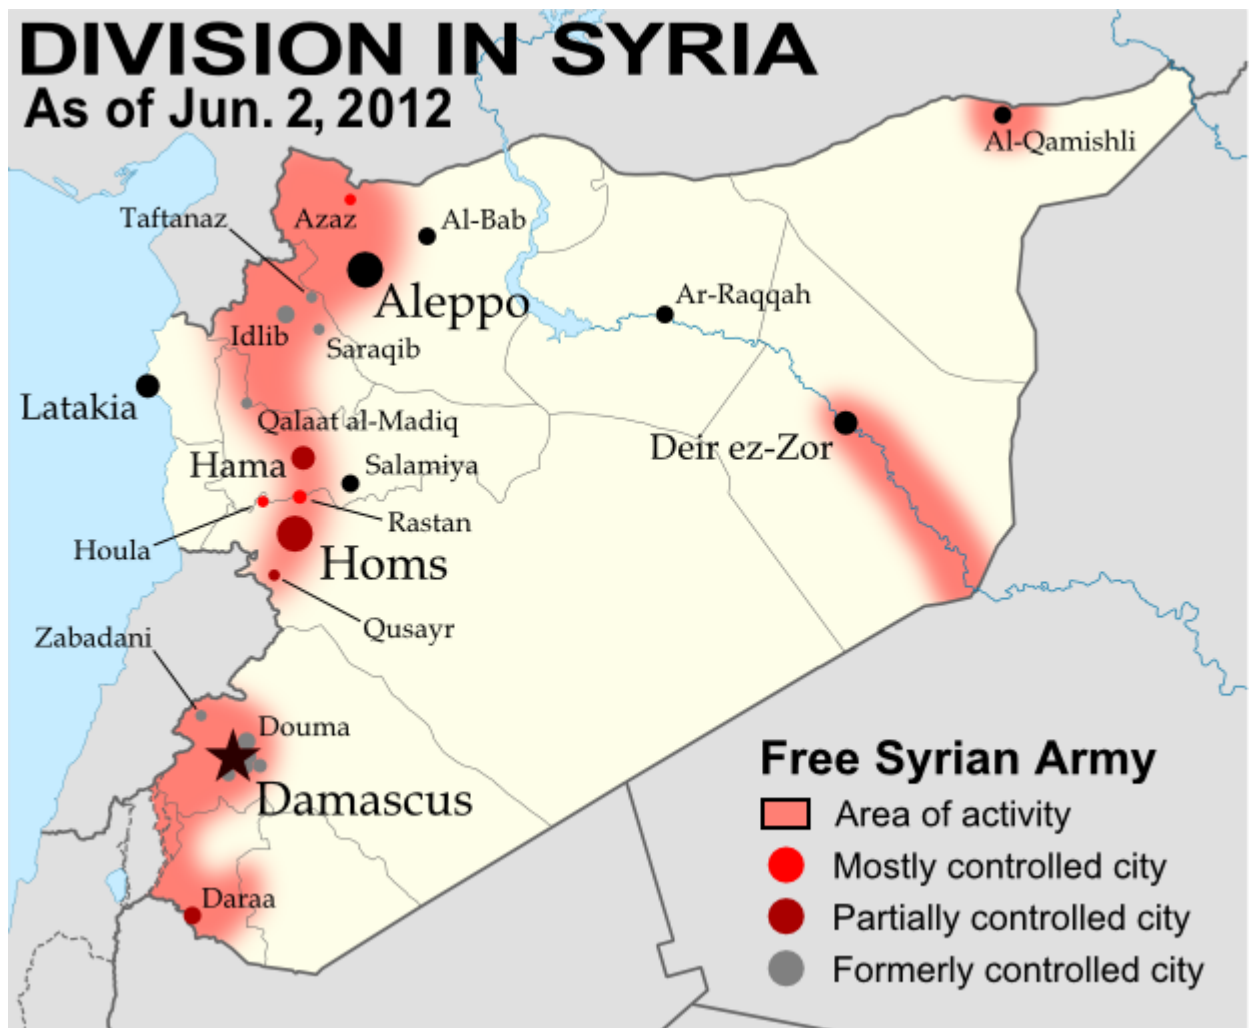 DIVISION IN SYRIA
As of Jun. 2, 2012
Al-Qamishli
Taftanaz
Azaz
Al-Bab
Aleppo
Ar-Raqqah
Idlib
Saraqib
Latakia
Qalaat al-Madiq
Deir ez-Zor
Hama
Salamiya
Rastan
Houla
Homs
Qusayr
Zabadani
Douma
Damascus
Daraa
Free Syrian Army
Area of activity
Mostly controlled city
Partially controlled city
Formerly controlled city